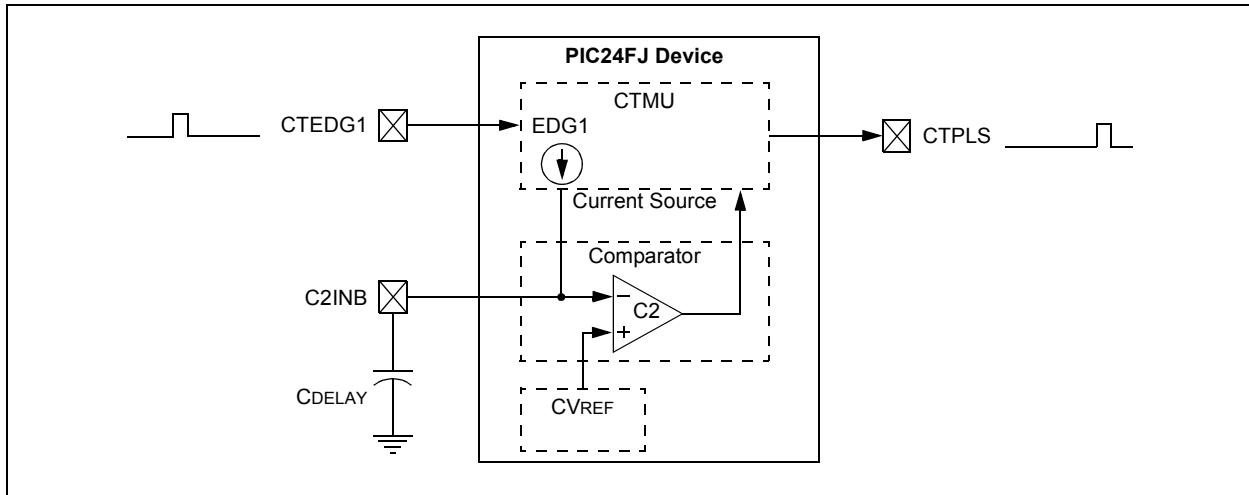 PIC24FJ Device
CTMU
CTEDG1
EDG1
CTPLS
Current Source
Comparator
C2INB
−
C2
+
CDELAY
CVREF